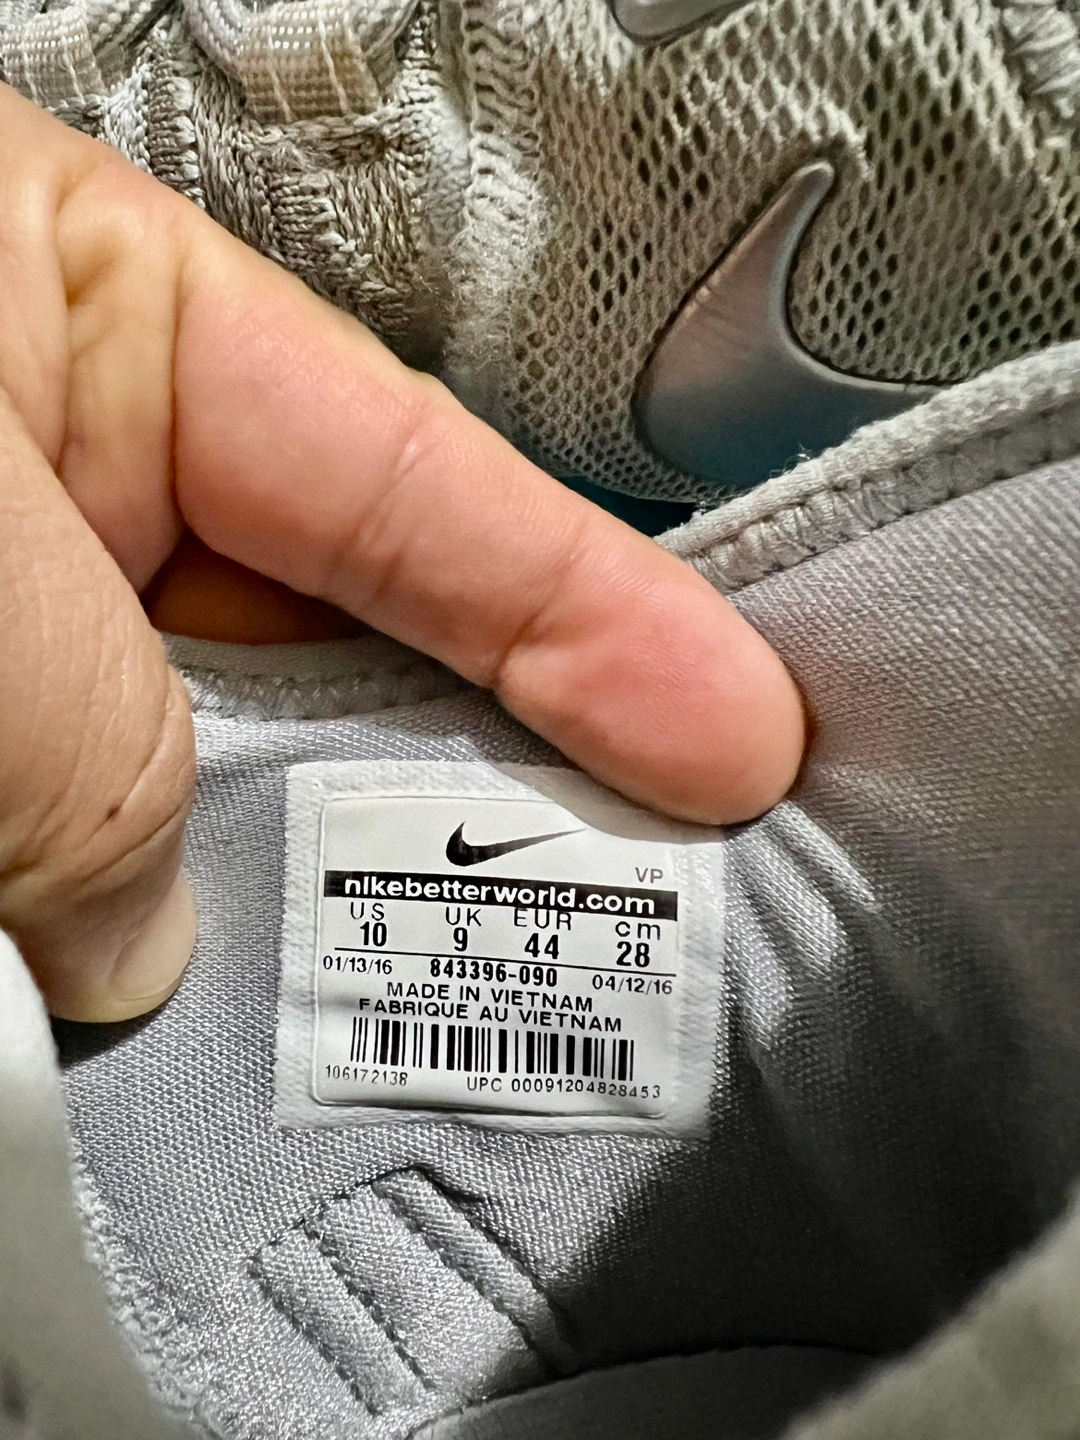 VP
nikebetterworld.com
US UK EUR cm
10 9 44 28
01/13/16 843396-090 04/12/16
MADE IN VIETNAM
FABRIQUE AU VIETNAM
106172138 UPC 00091204828453